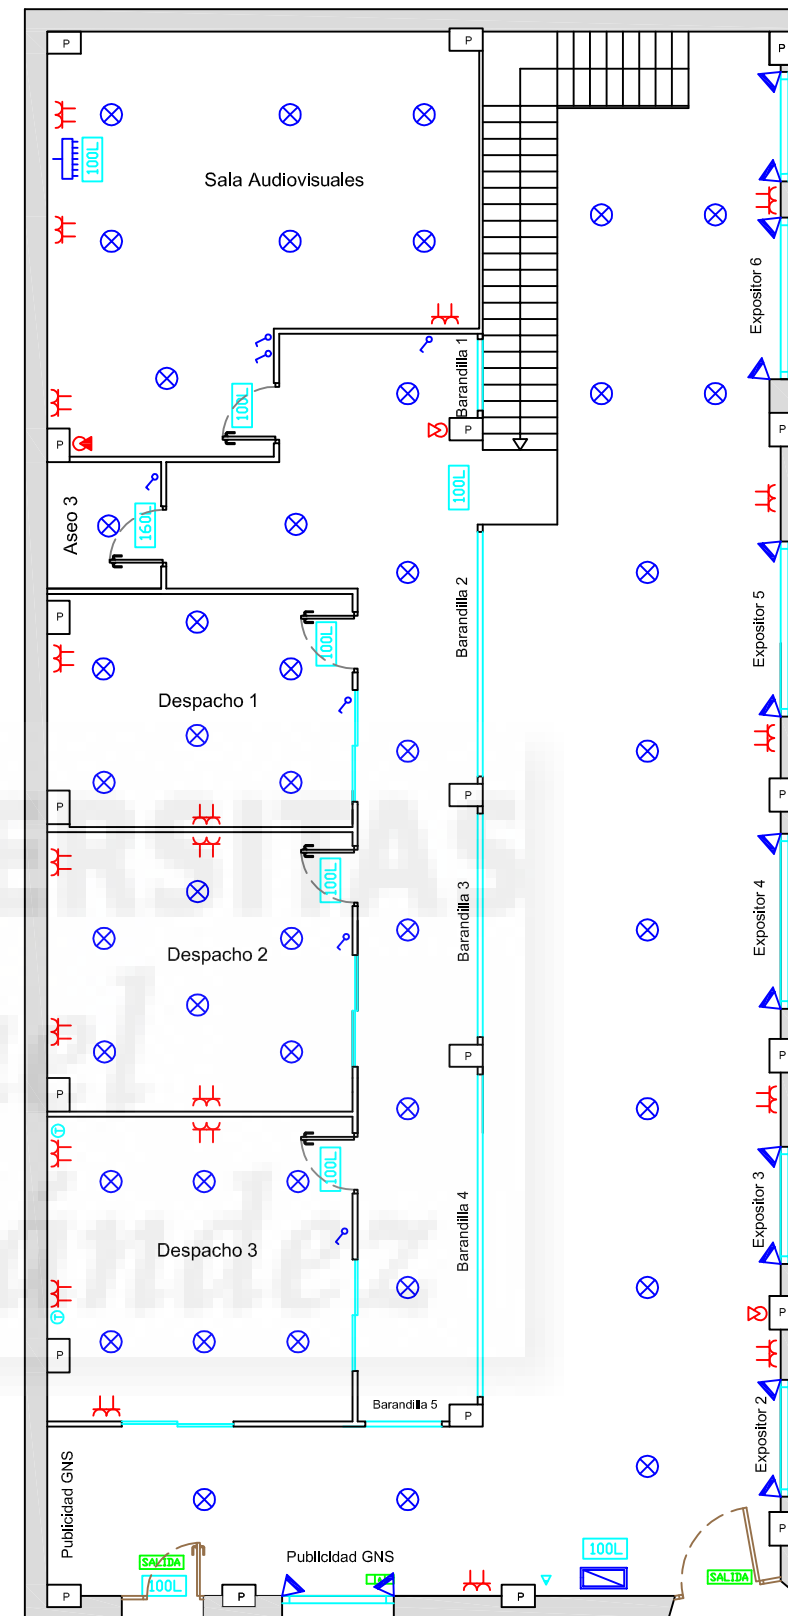 P
P
P
100L
Sala Audiovisuales
Expositor 6
Barandilla 1
100L
P
P
P
100L
Aseo 3
160L
Barandilla 2
Expositor 5
P
100L
Despacho 1
P
P
P
100L
Barandilla 3
Expositor 4
Despacho 2
P
P
P
T
100L
Despacho 3
Barandilla 4
Expositor 3
T
P
P
Barandilla 5
P
Expositor 2
Publicidad GNS
P
Publicidad GNS
SALIDA
100L
100L
SALIDA
P
P
P
ERSITAS
ández